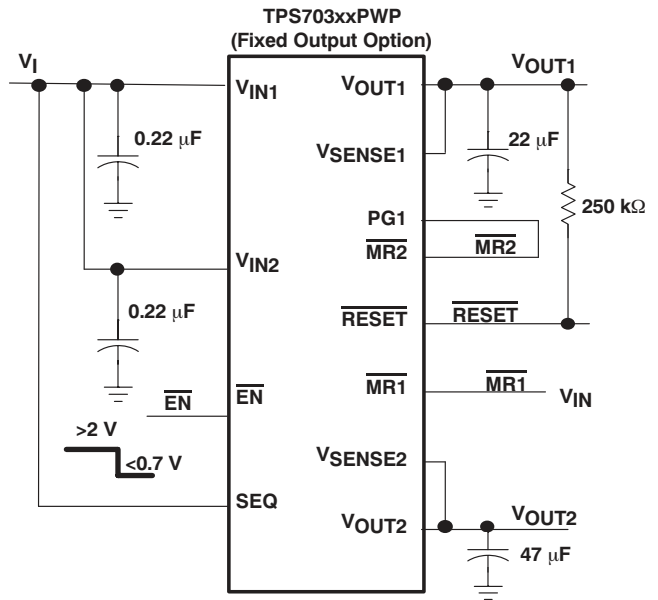 TPS703xxPWP
(Fixed Output Option)
VI
VIN1
VOUT1
VOUT1
0.22 μF
VSENSE1
22 μF
250 kΩ
PG1
MR2
MR2
VIN2
0.22 μF
RESET
RESET
EN
EN
MR1
MR1
VIN
>2 V
<0.7 V
VSENSE2
SEQ
VOUT2
VOUT2
47 μF